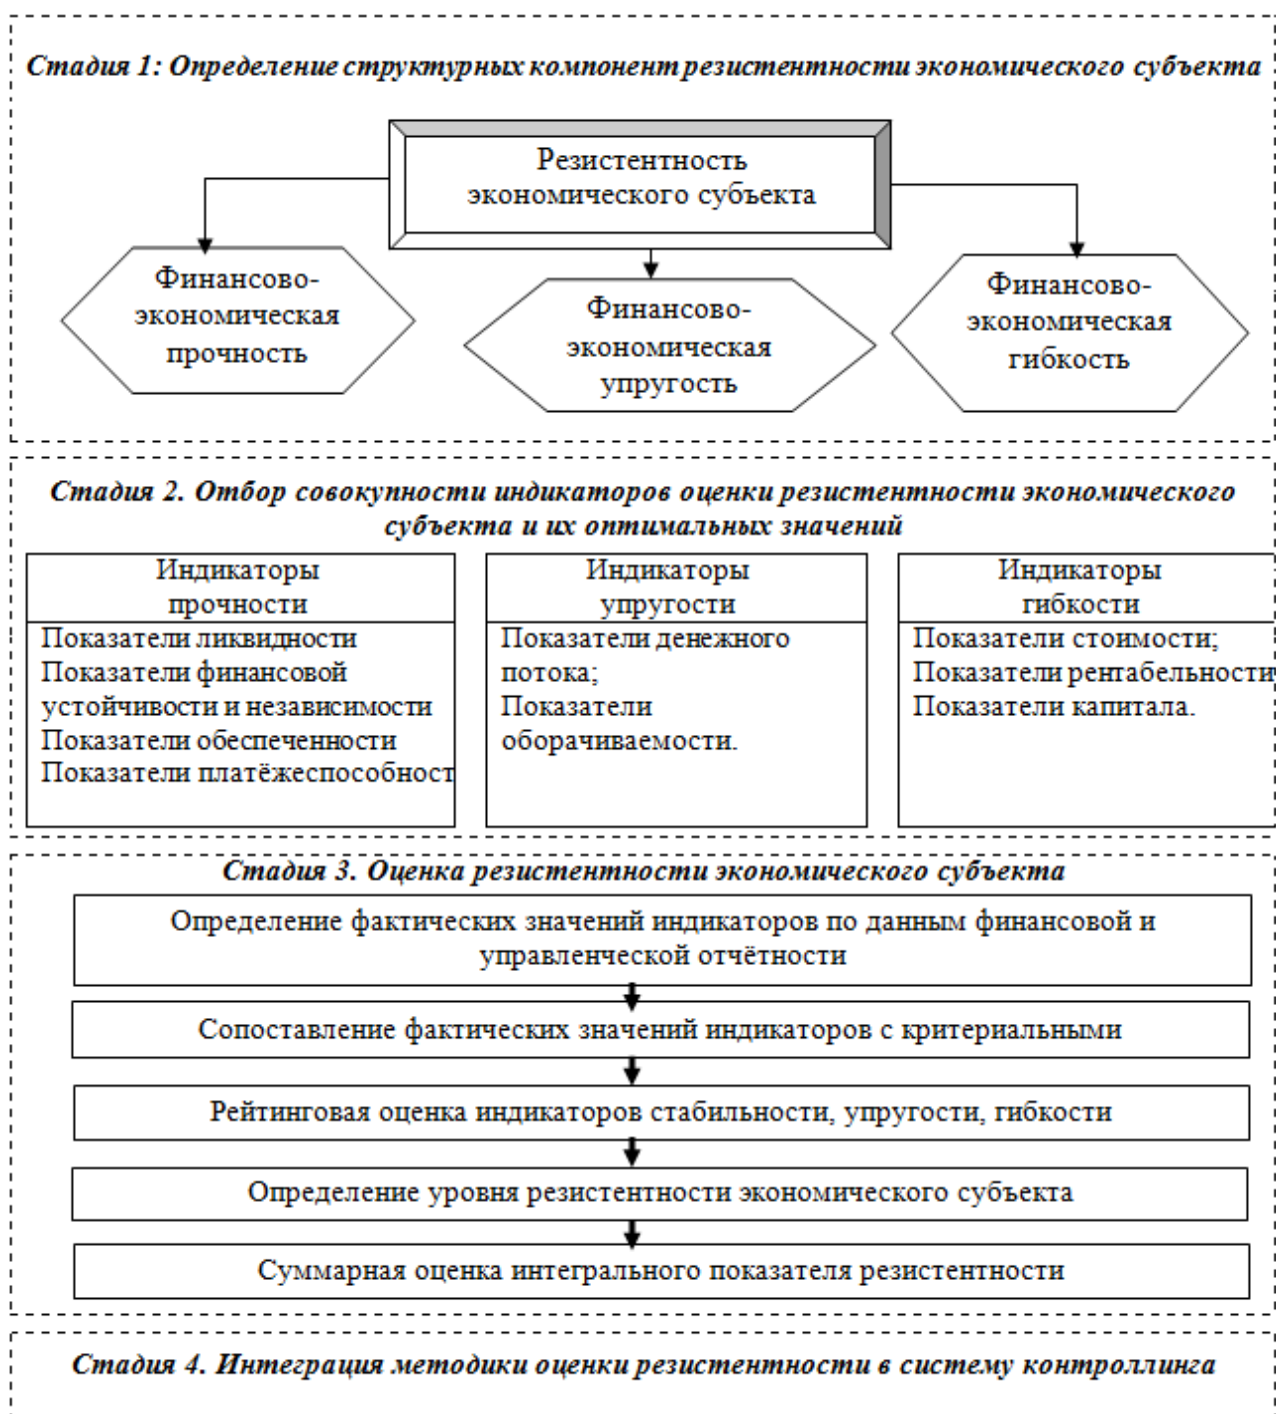 Стадия 1: Определение структурных компонент резистентности экономического субъекта
Резистентность
экономического субъекта
Финансово-
экономическая
прочность
Финансово-
экономическая
упругость
Финансово-
экономическая
гибкость
Стадия 2. Отбор совокупности индикаторов оценки резистентности экономического
субъекта и их оптимальных значений
Индикаторы
прочности
Показатели ликвидности
Показатели финансовой
устойчивости и независимости
Показатели обеспеченности
Показатели платёжеспособност
Индикаторы
упругости
Показатели денежного
потока;
Показатели
оборачиваемости.
Индикаторы
гибкости
Показатели стоимости;
Показатели рентабельности
Показатели капитала.
Стадия 3. Оценка резистентности экономического субъекта
Определение фактических значений индикаторов по данным финансовой и
управленческой отчётности
Сопоставление фактических значений индикаторов с критериальными
Рейтинговая оценка индикаторов стабильности, упругости, гибкости
Определение уровня резистентности экономического субъекта
Суммарная оценка интегрального показателя резистентности
Стадия 4. Интеграция методики оценки резистентности в систему контроллинга